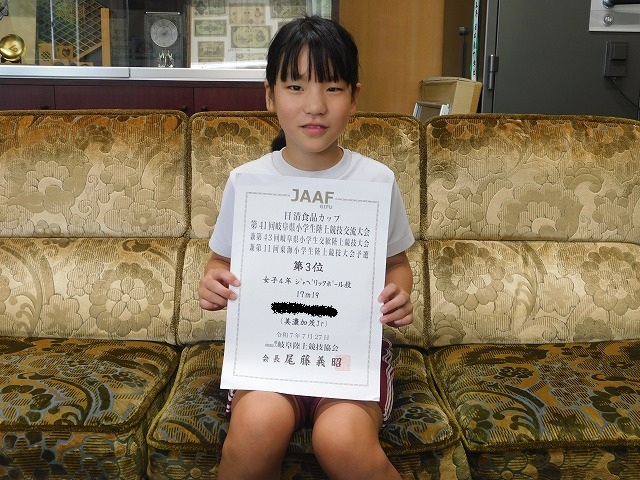 JAAF
GIFU
日清食品カップ
第41回岐阜県小学生陸上競技交流大会
兼第43回岐阜県小学生交歓陸上競技大会
兼第11回東海小学生陸上競技大会予選
第3位
女子4年 ジャベリックボール投
17m19
(美濃加茂Jr)
令和7年7月27日
岐阜陸上競技協会
会長 尾藤義昭